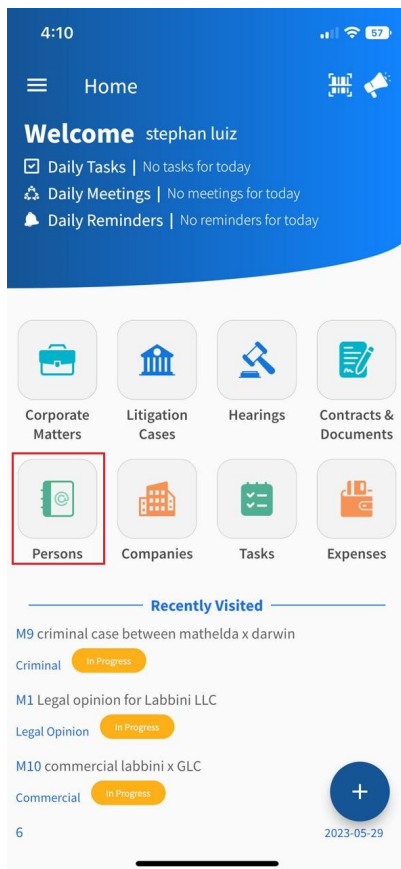 4:10
57
Home
Welcome stephan luiz
Daily Tasks | No tasks for today
Daily Meetings | No meetings for today
Daily Reminders | No reminders for today
Corporate Matters
Litigation Cases
Hearings
Contracts & Documents
Persons
Companies
Tasks
Expenses
Recently Visited
M9 criminal case between mathelda x darwin
Criminal In Progress
M1 Legal opinion for Labbini LLC
Legal Opinion In Progress
M10 commercial labbini x GLC
Commercial In Progress
+
6 2023-05-29